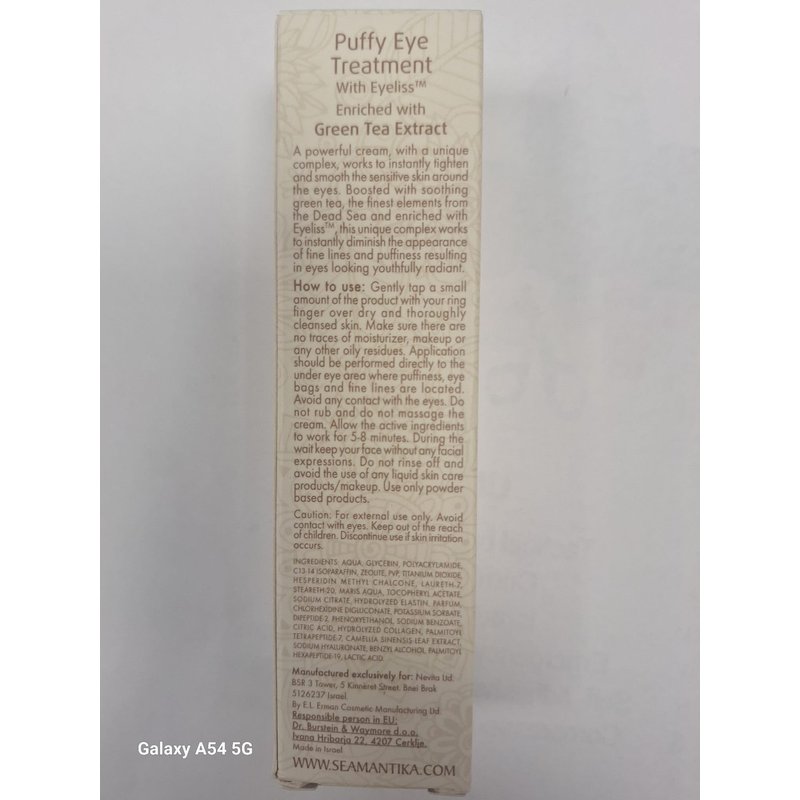 Puffy Eye
Treatment
With Eyeliss™
Enriched with
Green Tea Extract
A powerful cream, with a unique
complex, works to instantly tighten
and smooth the sensitive skin around
the eyes. Boosted with soothing
green tea, the finest elements from
the Dead Sea and enriched with
Eyeliss™, this unique complex works
to instantly diminish the appearance
of fine lines and puffiness resulting
in eyes looking youthfully radiant.
How to use: Gently tap a small
amount of the product with your ring
finger over dry and thoroughly
cleansed skin. Make sure there are
no traces of moisturizer, makeup or
any other oily residues. Application
should be performed directly to the
under eye area where puffiness, eye
bags and fine lines are located.
Avoid any contact with the eyes. Do
not rub and do not massage the
cream. Allow the active ingredients
to work for 5-8 minutes. During the
wait keep your face without any facial
expressions. Do not rinse off and
avoid the use of any liquid skin care
products/makeup. Use only powder
based products.
Caution: For external use only. Avoid
contact with eyes. Keep out of the reach
of children. Discontinue use if skin irritation
occurs.
INGREDIENTS: AQUA, GLYCERIN, POLYACRYLAMIDE,
C13-14 ISOPARAFFIN, ZEOLITE, PVP, TITANIUM DIOXIDE,
HESPERIDIN METHYL CHALCONE, LAURETH-7,
STEARETH-20, MARIS AQUA, TOCOPHERYL ACETATE,
SODIUM CITRATE, HYDROLYZED ELASTIN, PARFUM,
CHLORHEXIDINE DIGLUCONATE, POTASSIUM SORBATE,
DIPEPTIDE-2, PHENOXYETHANOL, SODIUM BENZOATE,
CITRIC ACID, HYDROLYZED COLLAGEN, PALMITOYL
TETRAPEPTIDE-7, CAMELLIA SINENSIS LEAF EXTRACT,
SODIUM HYALURONATE, BENZYL ALCOHOL, PALMITOYL
HEXAPEPTIDE-19, LACTIC ACID
Manufactured exclusively for: Nevita Ltd.
BSR 3 Tower, 5 Kinneret Street. Bnei Brak
5126237 Israel.
By E.L. Erman Cosmetic Manufacturing Ltd.
Responsible person in EU:
Dr. Burstein & Waymore d.o.o.
Ivana Hribarja 22, 4207 Cerklje.
Made in Israel
WWW.SEAMANTIKA.COM
Galaxy A54 5G